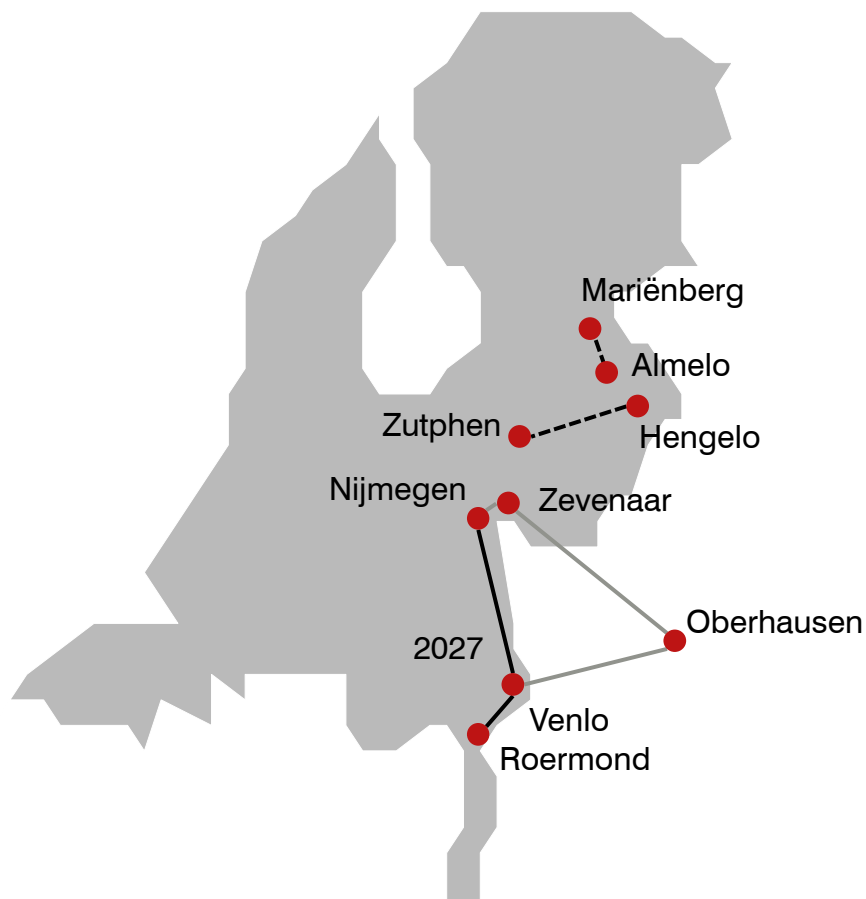 Mariënberg
Almelo
Zutphen
Hengelo
Nijmegen
Zevenaar
Oberhausen
2027
Venlo
Roermond